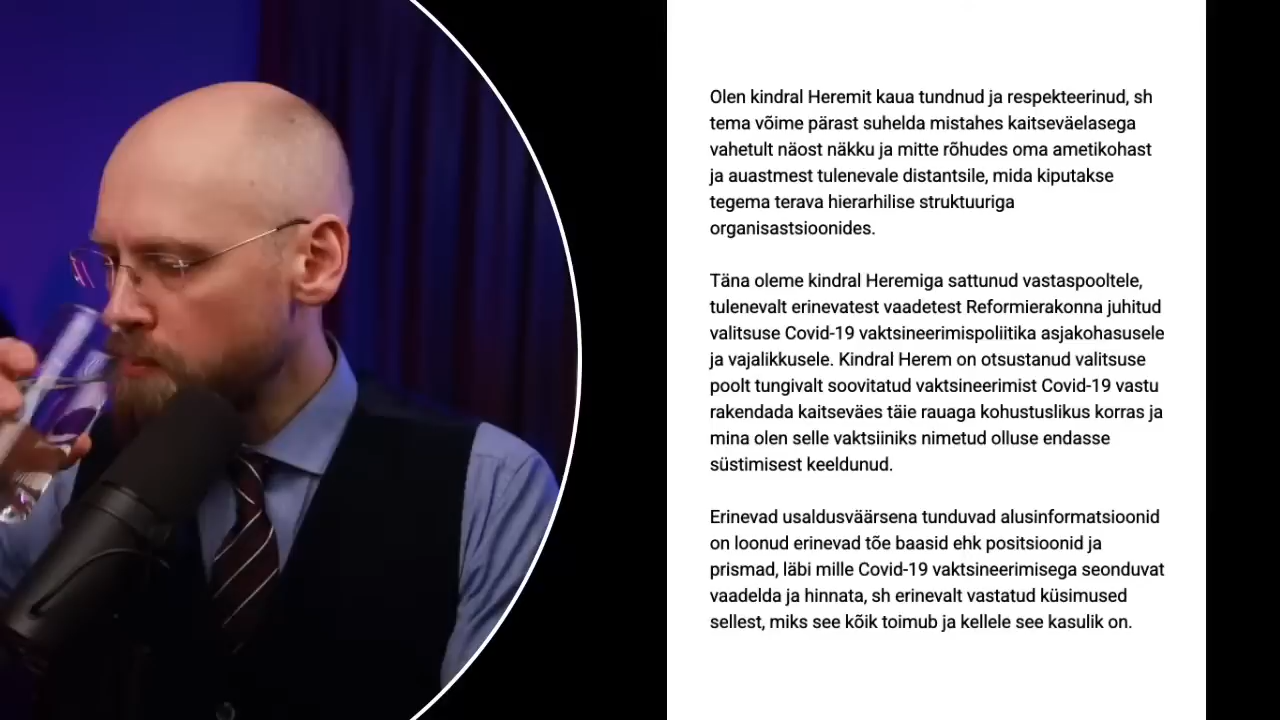 Olen kindral Heremit kaua tundnud ja respekteerinud, sh
tema võime pärast suhelda mistahes kaitseväelasega
vahetult näost näkku ja mitte rõhudes oma ametikohast
ja auastmest tulenevale distantsile, mida kiputakse
tegema terava hierarhilise struktuuriga
organisastsioonides.
Täna oleme kindral Heremiga sattunud vastaspooltele,
tulenevalt erinevatest vaadetest Reformierakonna juhitud
valitsuse Covid-19 vaktsineerimispoliitika asjakohasusele
ja vajalikkusele. Kindral Herem on otsustanud valitsuse
poolt tungivalt soovitatud vaktsineerimist Covid-19 vastu
rakendada kaitseväes täie rauaga kohustuslikus korras ja
mina olen selle vaktsiiniks nimetud olluse endasse
süstimisest keeldunud.
Erinevad usaldusväärsena tunduvad alusinformatsioonid
on loonud erinevad tõe baasid ehk positsioonid ja
prismad, läbi mille Covid-19 vaktsineerimisega seonduvat
vaadelda ja hinnata, sh erinevalt vastatud küsimused
sellest, miks see kõik toimub ja kellele see kasulik on.